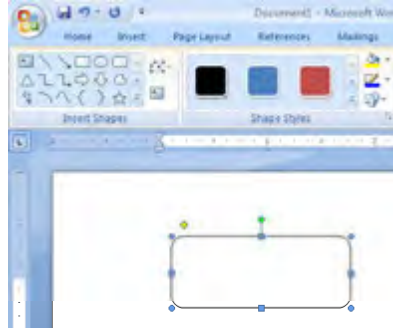 Document1 - Microsoft Wor
Home Insert Page Layout References Mailings
Insert Shapes Shape Styles